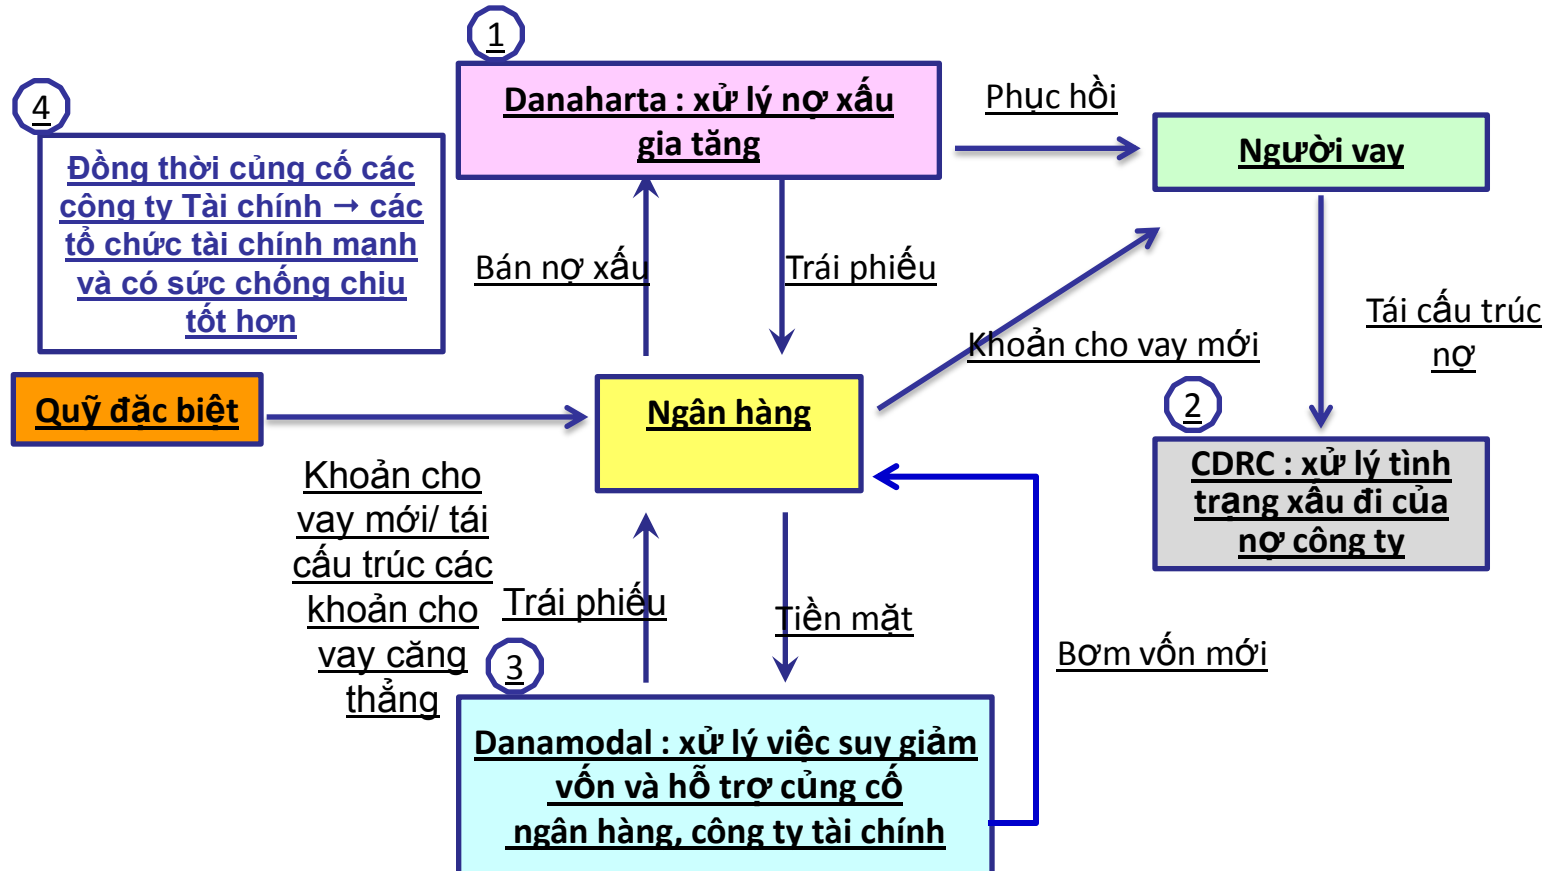 1
Danaharta : xử lý nợ xấu
gia tăng
Phục hồi
Người vay
4
Đồng thời củng cố các
công ty Tài chính → các
tổ chức tài chính mạnh
và có sức chống chịu
tốt hơn
Bán nợ xấu
Trái phiếu
Khoản cho vay mới
Tái cấu trúc
nợ
Quỹ đặc biệt
Ngân hàng
2
CDRC : xử lý tình
trạng xấu đi của
nợ công ty
Khoản cho
vay mới/ tái
cấu trúc các
khoản cho
vay căng
thẳng
Trái phiếu
Tiền mặt
Bơm vốn mới
3
Danamodal : xử lý việc suy giảm
vốn và hỗ trợ củng cố
ngân hàng, công ty tài chính